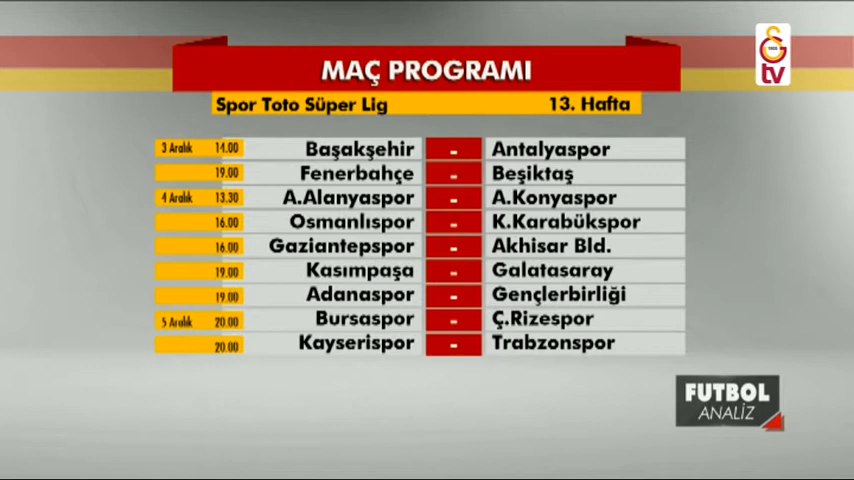 MAÇ PROGRAMI
tv
Spor Toto Süper Lig 13. Hafta
3 Aralık 14.00 Başakşehir - Antalyaspor
19.00 Fenerbahçe - Beşiktaş
4 Aralık 13.30 A.Alanyaspor - A.Konyaspor
16.00 Osmanlıspor - K.Karabükspor
16.00 Gaziantepspor - Akhisar Bld.
19.00 Kasımpaşa - Galatasaray
19.00 Adanaspor - Gençlerbirliği
5 Aralık 20.00 Bursaspor - Ç.Rizespor
20.00 Kayserispor - Trabzonspor
FUTBOL
ANALİZ